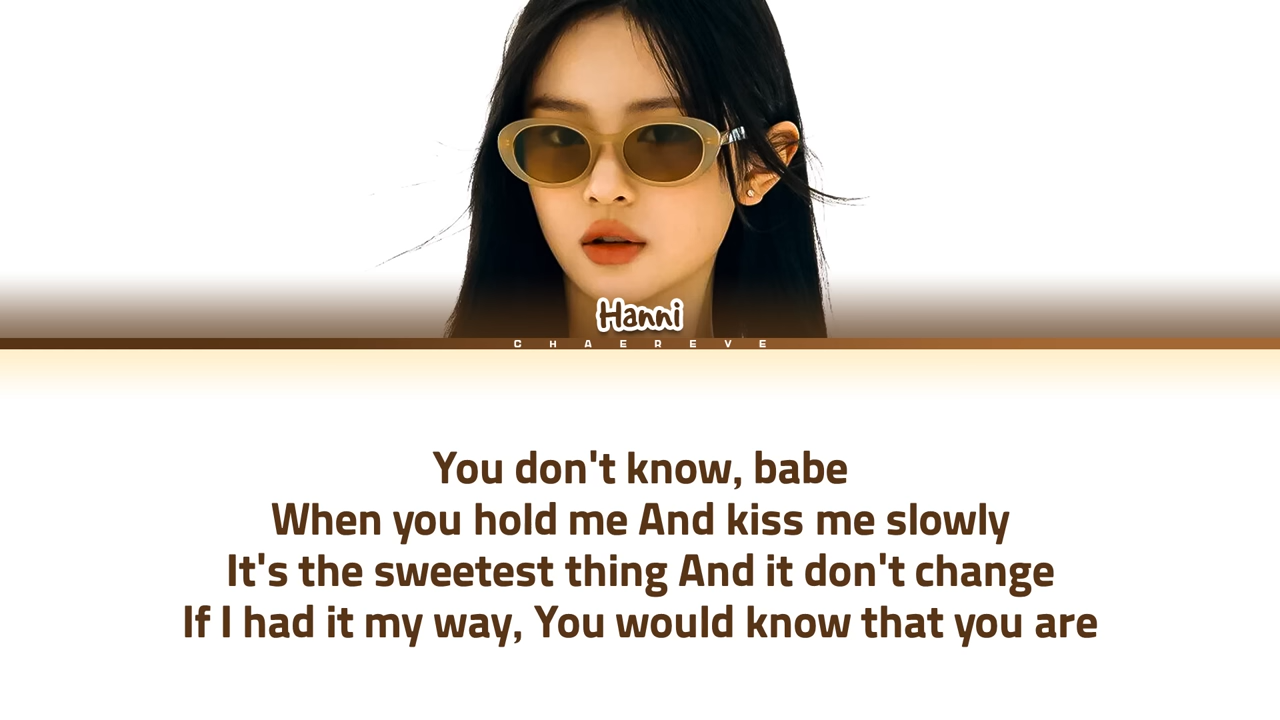 Hanni
CHAEREVE
You don't know, babe
When you hold me And kiss me slowly
It's the sweetest thing And it don't change
If I had it my way, You would know that you are